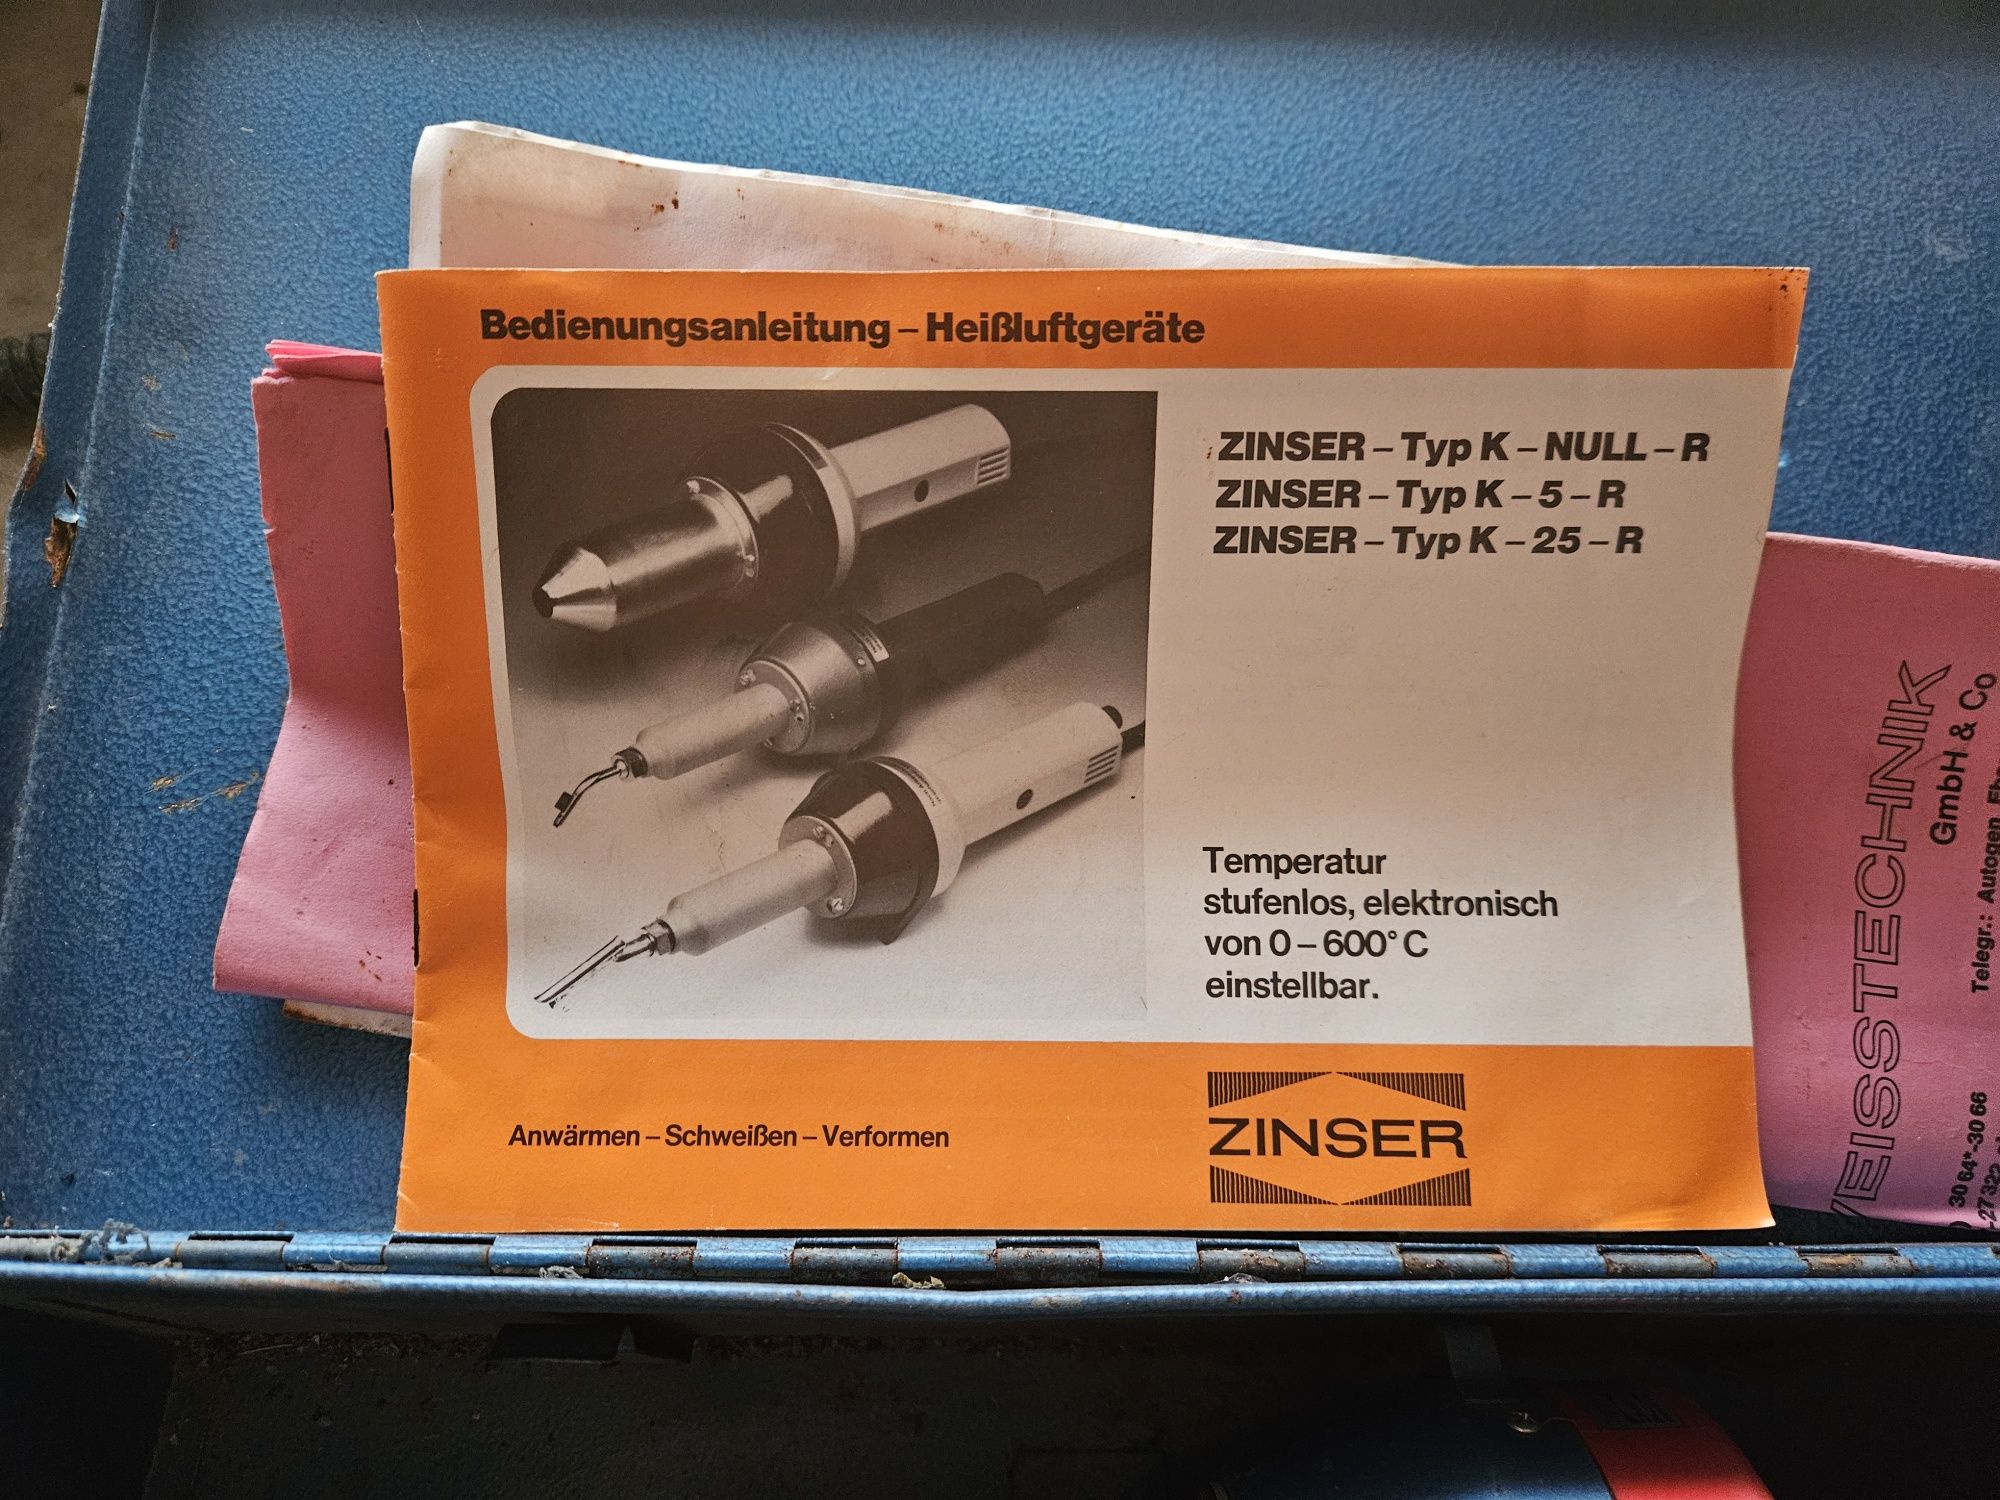 Bedienungsanleitung – Heißluftgeräte
ZINSER – Typ K – NULL – R
ZINSER – Typ K – 5 – R
ZINSER – Typ K – 25 – R
Temperatur
stufenlos, elektronisch
von 0 – 600° C
einstellbar.
Anwärmen – Schweißen – Verformen
ZINSER
EISSTECHNIK
GmbH & Co
Telegr.: Autogen
30 64*-30 66